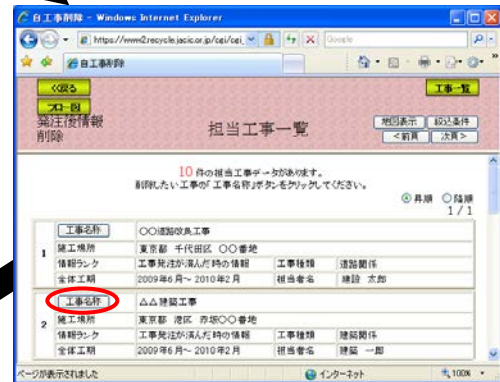 自工事削除 - Windows Internet Explorer
https://www2.recycle.jacic.or.jp/cei/cei_
Google
自工事削除
<<戻る
工事一覧
フロー図
発注後情報
削除
担当工事一覧
地図表示 絞込条件
<前頁 次頁>
10 件の担当工事データがあります。
削除したい工事の「工事名称」ボタンをクリックしてください。
昇順 降順
1 / 1
1
工事名称 〇〇道路改良工事
施工場所 東京都 千代田区 〇〇番地
情報ランク 工事発注が済んだ時の情報 工事種類 道路関係
全体工期 2009年6月～2010年2月 担当者名 建設 太郎
2
工事名称 △△建築工事
施工場所 東京都 港区 赤坂〇〇番地
情報ランク 工事発注が済んだ時の情報 工事種類 建築関係
全体工期 2009年6月～2010年2月 担当者名 建築 一郎
ページが表示されました インターネット 100%